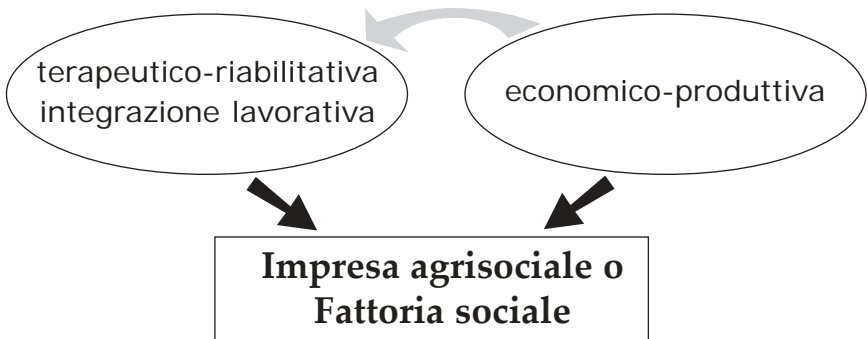 terapeutico-riabilitativa
integrazione lavorativa
economico-produttiva
Impresa agrisociale o
Fattoria sociale